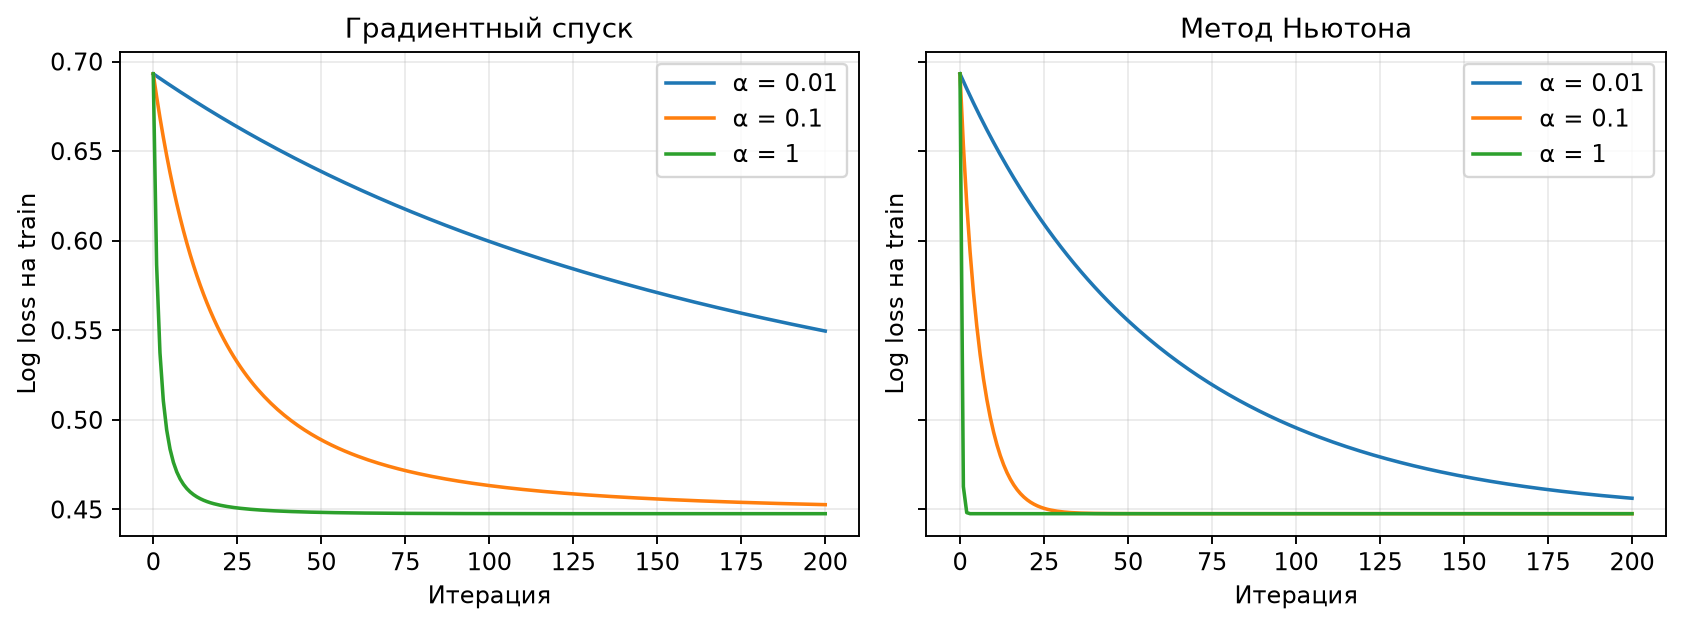 Градиентный спуск
Log loss на train
0.70
0.65
0.60
0.55
0.50
0.45
α = 0.01
α = 0.1
α = 1
0 25 50 75 100 125 150 175 200
Итерация
Метод Ньютона
Log loss на train
α = 0.01
α = 0.1
α = 1
0 25 50 75 100 125 150 175 200
Итерация